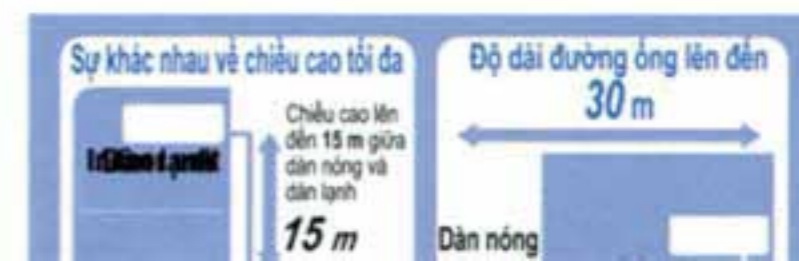 Sự khác nhau về chiều cao tối đa
Chiều cao lên
đến 15 m giữa
dàn nóng và
dàn lạnh
15 m
Độ dài đường ống lên đến
30 m
Dàn nóng